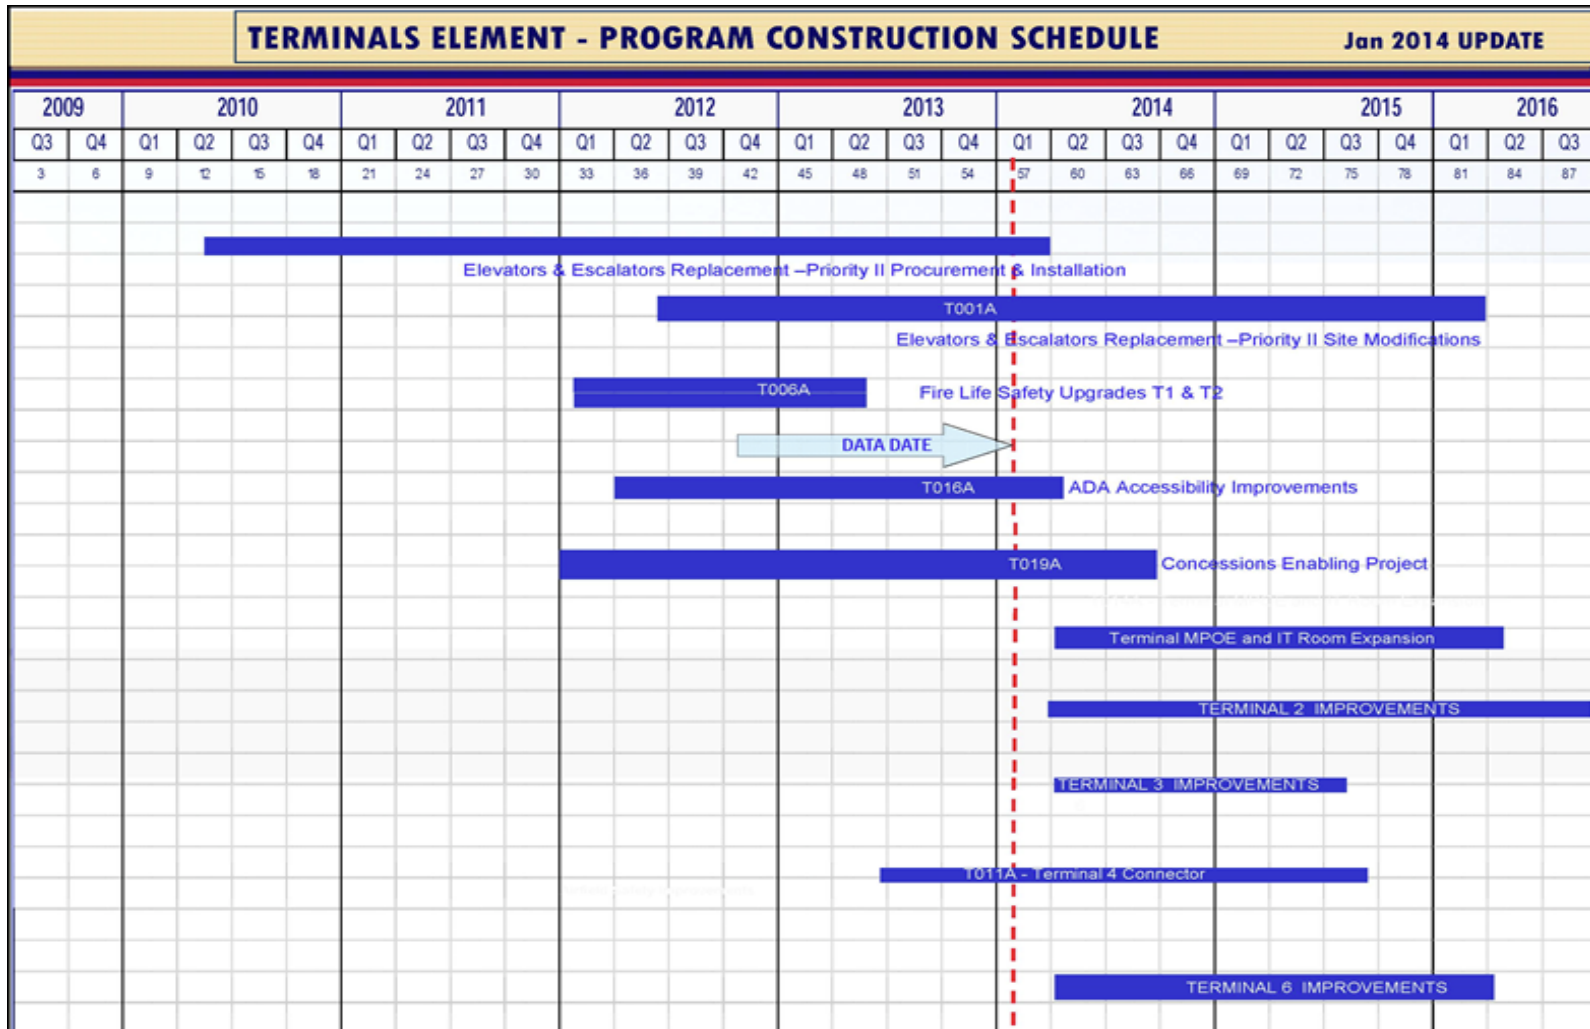 TERMINALS ELEMENT - PROGRAM CONSTRUCTION SCHEDULE Jan 2014 UPDATE
2009 2010 2011 2012 2013 2014 2015 2016
Q3 Q4 Q1 Q2 Q3 Q4 Q1 Q2 Q3 Q4 Q1 Q2 Q3 Q4 Q1 Q2 Q3 Q4 Q1 Q2 Q3 Q4 Q1 Q2 Q3 Q4 Q1 Q2 Q3
3 6 9 12 15 18 21 24 27 30 33 36 39 42 45 48 51 54 57 60 63 66 69 72 75 78 81 84 87
Elevators & Escalators Replacement –Priority II Procurement & Installation
T001A
Elevators & Escalators Replacement –Priority II Site Modifications
T006A Fire Life Safety Upgrades T1 & T2
DATA DATE
T016A ADA Accessibility Improvements
T019A Concessions Enabling Project
Terminal MPOE and IT Room Expansion
TERMINAL 2 IMPROVEMENTS
TERMINAL 3 IMPROVEMENTS
T011A - Terminal 4 Connector
TERMINAL 6 IMPROVEMENTS